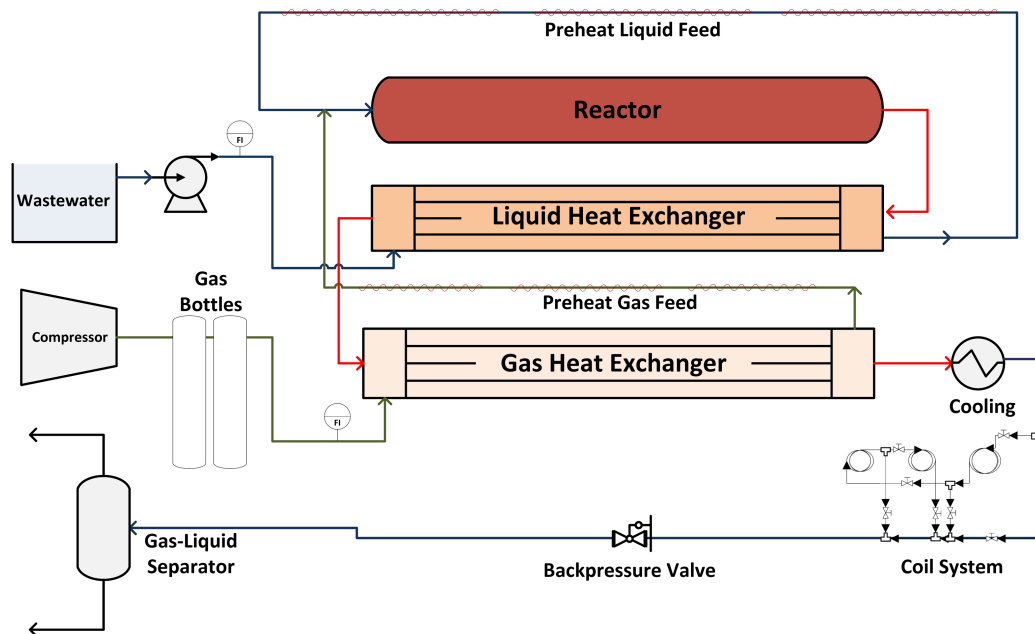 Preheat Liquid Feed
Reactor
FI
Wastewater
Liquid Heat Exchanger
Gas
Bottles
Preheat Gas Feed
Compressor
Gas Heat Exchanger
Cooling
FI
Gas-Liquid
Separator
Backpressure Valve
Coil System